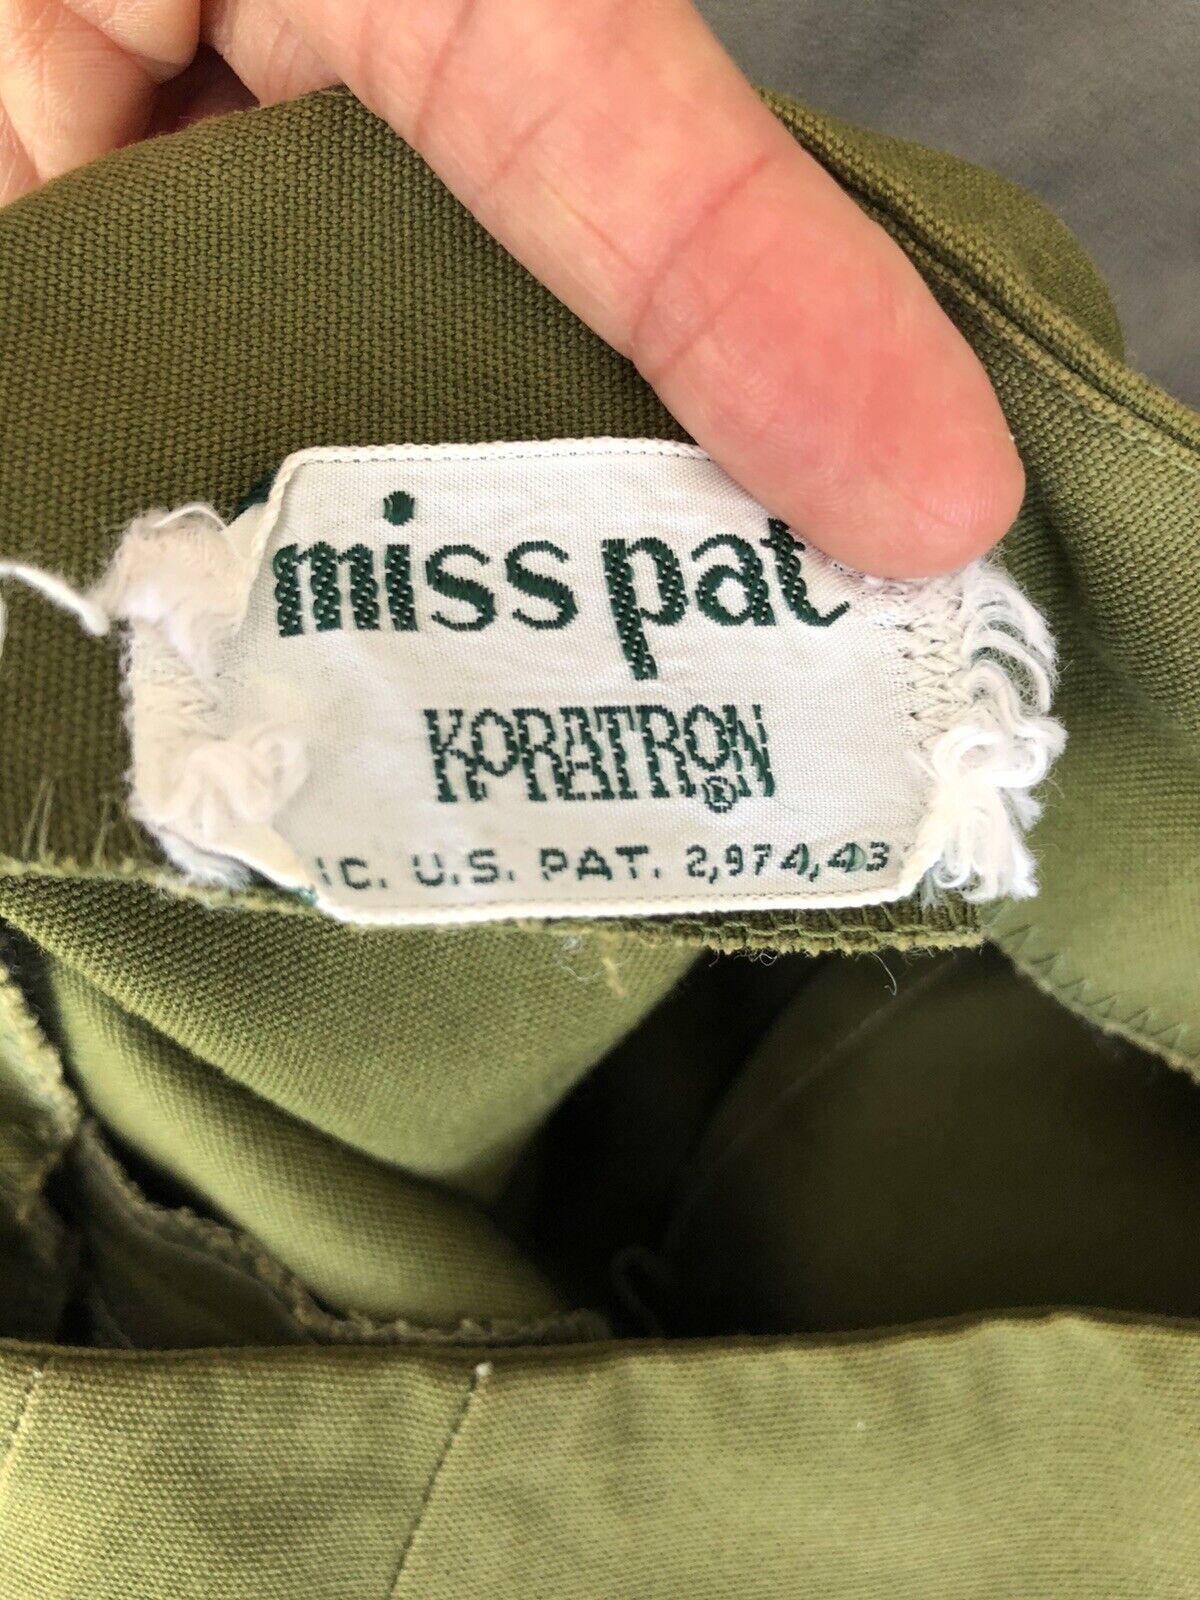 miss pat
KORATRON®
IC. U.S. PAT. 2,974,43